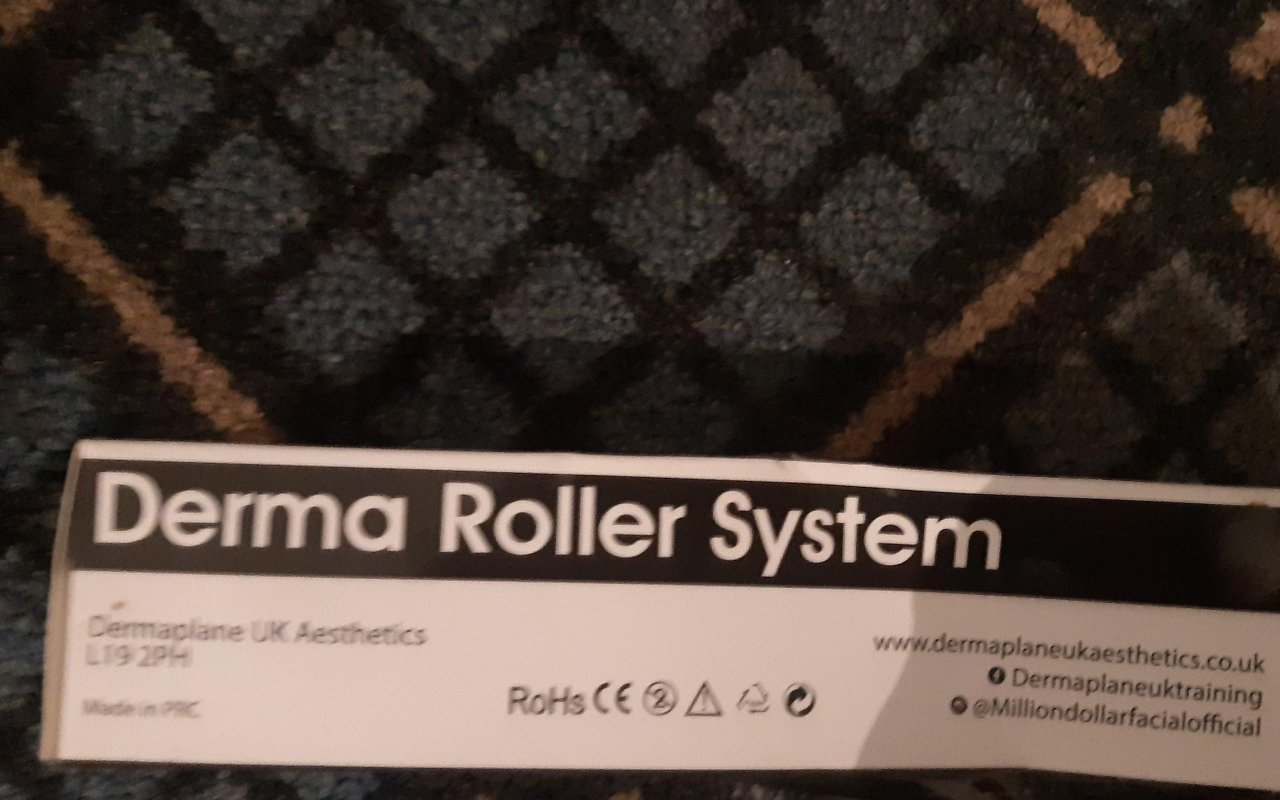 Derma Roller System
Dermaplane UK Aesthetics
L19 2PH
Made in PRC
RoHs CE 2
www.dermaplaneukaesthetics.co.uk
Dermaplaneuktraining
@Milliondollarfacialofficial